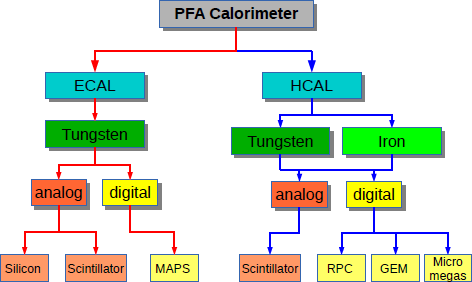 PFA Calorimeter
ECAL
HCAL
Tungsten
Tungsten
Iron
analog
digital
analog
digital
Silicon
Scintillator
MAPS
Scintillator
RPC
GEM
Micro
megas